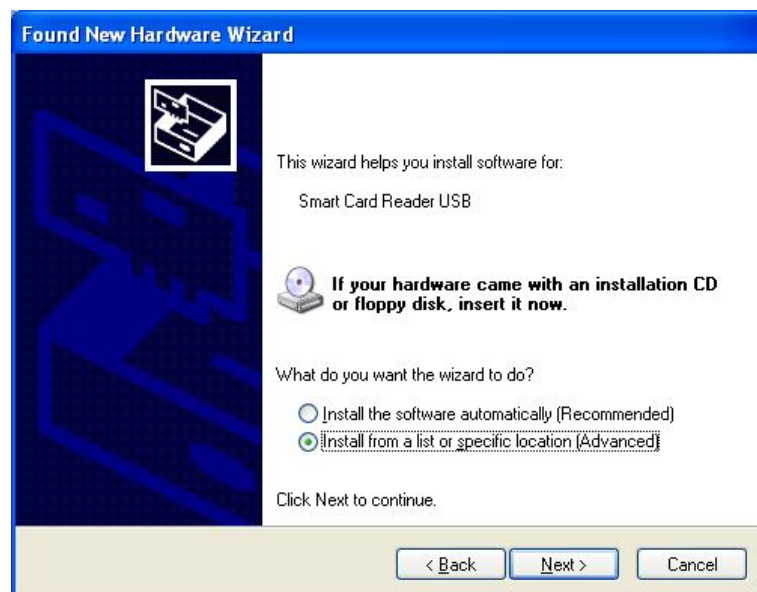 Found New Hardware Wizard
This wizard helps you install software for:
Smart Card Reader USB
If your hardware came with an installation CD
or floppy disk, insert it now.
What do you want the wizard to do?
Install the software automatically (Recommended)
Install from a list or specific location (Advanced)
Click Next to continue.
< Back   Next >   Cancel